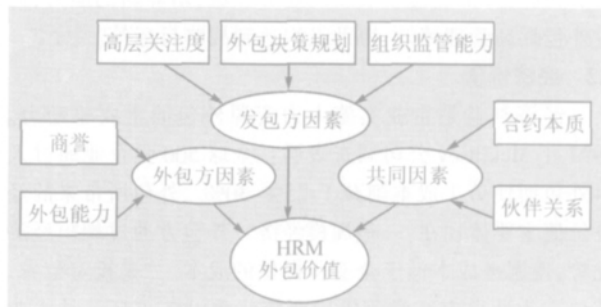 高层关注度 外包决策规划 组织监管能力
发包方因素
商誉
合约本质
外包方因素
共同因素
外包能力
伙伴关系
HRM
外包价值